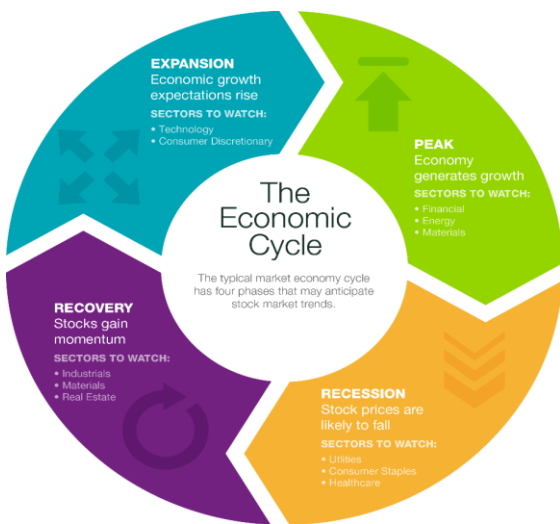 EXPANSION
Economic growth
expectations rise
SECTORS TO WATCH:
• Technology
• Consumer Discretionary
PEAK
Economy
generates growth
SECTORS TO WATCH:
• Financial
• Energy
• Materials
The
Economic
Cycle
The typical market economy cycle
has four phases that may anticipate
stock market trends.
RECOVERY
Stocks gain
momentum
SECTORS TO WATCH:
• Industrials
• Materials
• Real Estate
RECESSION
Stock prices are
likely to fall
SECTORS TO WATCH:
• Utilities
• Consumer Staples
• Healthcare